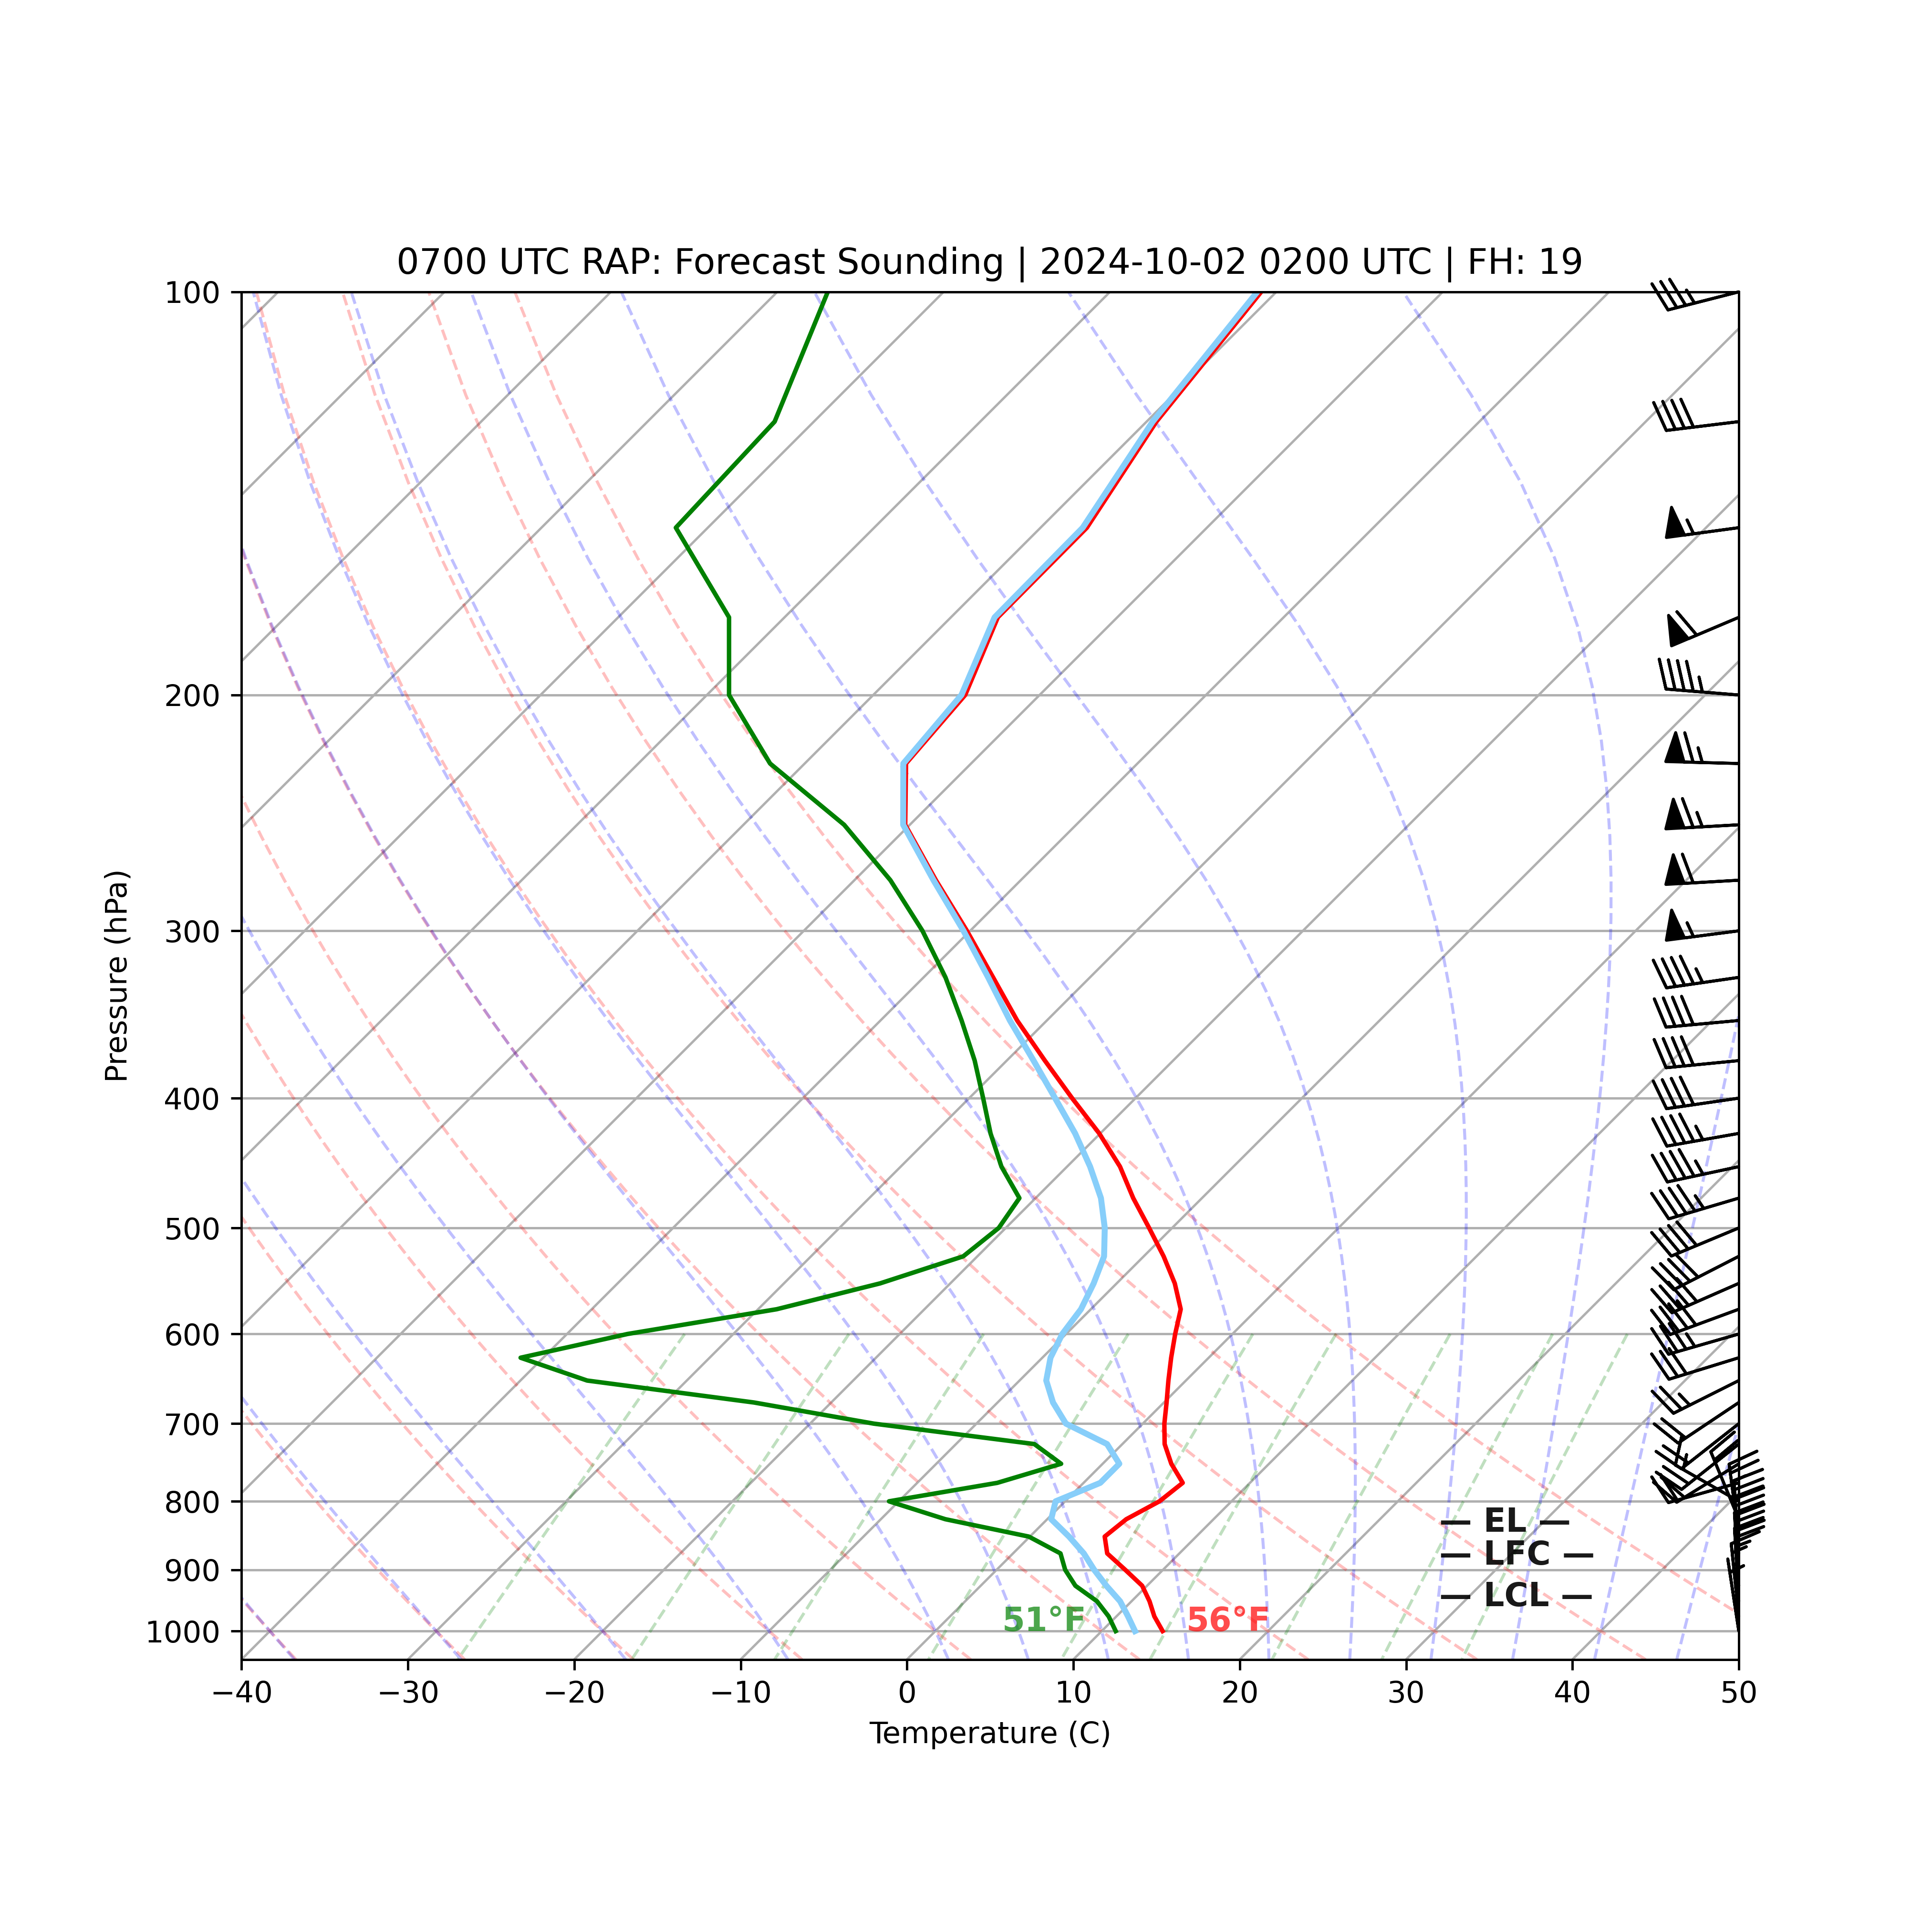 0700 UTC RAP: Forecast Sounding | 2024-10-02 0200 UTC | FH: 19
100
200
300
400
500
600
700
800
900
1000
Pressure (hPa)
— EL —
— LFC —
— LCL —
51°F 56°F
−40 −30 −20 −10 0 10 20 30 40 50
Temperature (C)